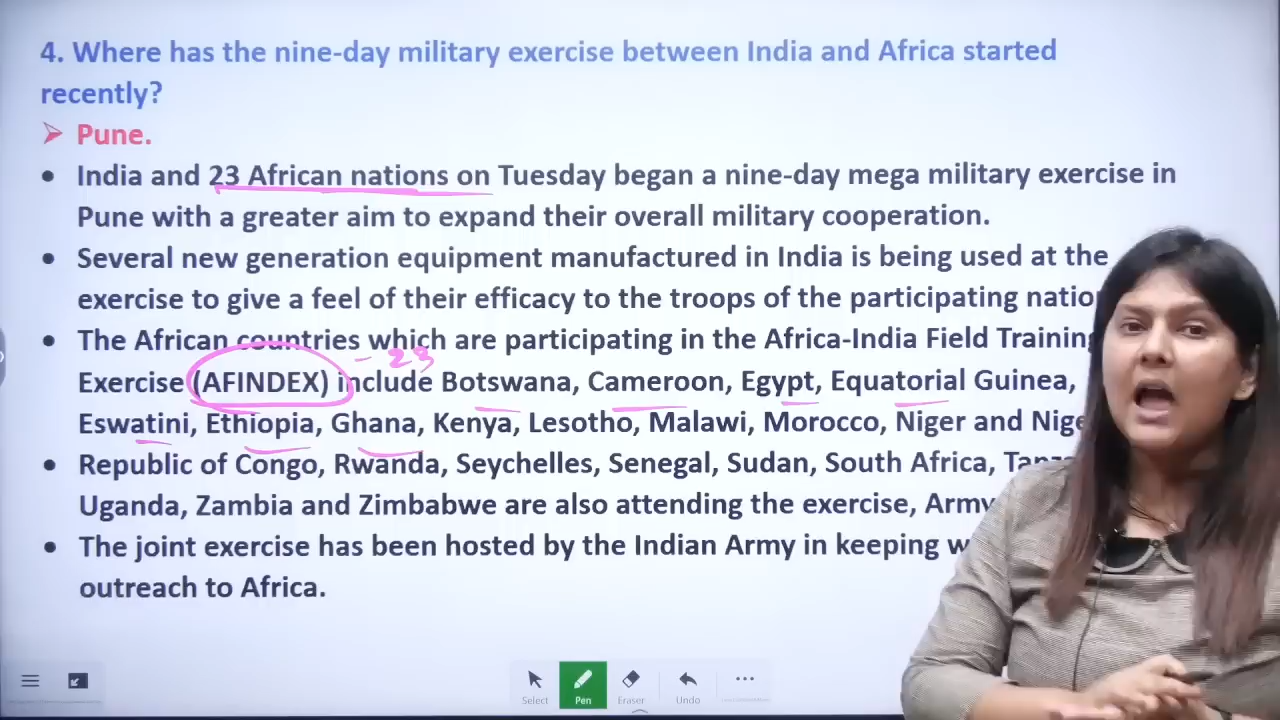 4. Where has the nine-day military exercise between India and Africa started
recently?
➤ Pune.
• India and 23 African nations on Tuesday began a nine-day mega military exercise in
Pune with a greater aim to expand their overall military cooperation.
• Several new generation equipment manufactured in India is being used at the
exercise to give a feel of their efficacy to the troops of the participating natio
• The African countries which are participating in the Africa-India Field Training
- 23
Exercise (AFINDEX) include Botswana, Cameroon, Egypt, Equatorial Guinea,
Eswatini, Ethiopia, Ghana, Kenya, Lesotho, Malawi, Morocco, Niger and Nige
• Republic of Congo, Rwanda, Seychelles, Senegal, Sudan, South Africa, Tanz
Uganda, Zambia and Zimbabwe are also attending the exercise, Army
• The joint exercise has been hosted by the Indian Army in keeping w
outreach to Africa.
Select Pen Eraser Undo